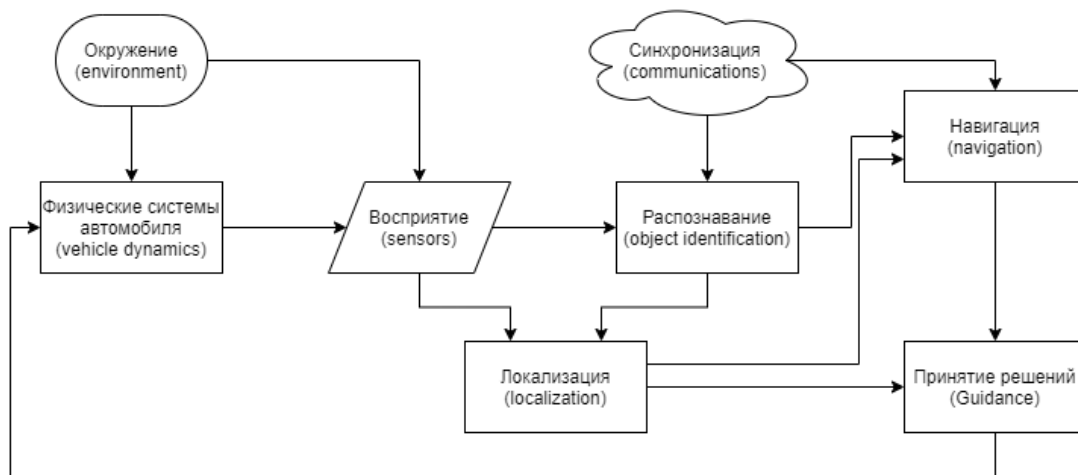 Окружение
(environment)
Синхронизация
(communications)
Навигация
(navigation)
Физические системы
автомобиля
(vehicle dynamics)
Восприятие
(sensors)
Распознавание
(object identification)
Локализация
(localization)
Принятие решений
(Guidance)